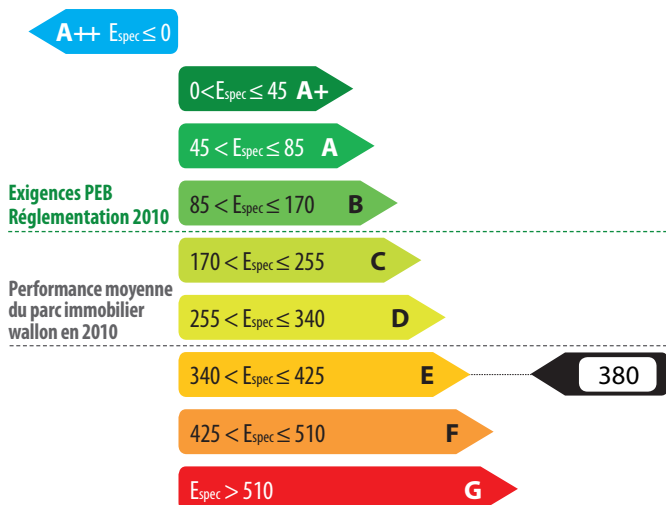 A++ Espec ≤ 0
0<Espec ≤ 45 A+
45 < Espec ≤ 85 A
Exigences PEB
Réglementation 2010
85 < Espec ≤ 170 B
170 < Espec ≤ 255 C
Performance moyenne
du parc immobilier
wallon en 2010
255 < Espec ≤ 340 D
340 < Espec ≤ 425 E
380
425 < Espec ≤ 510 F
Espec > 510 G